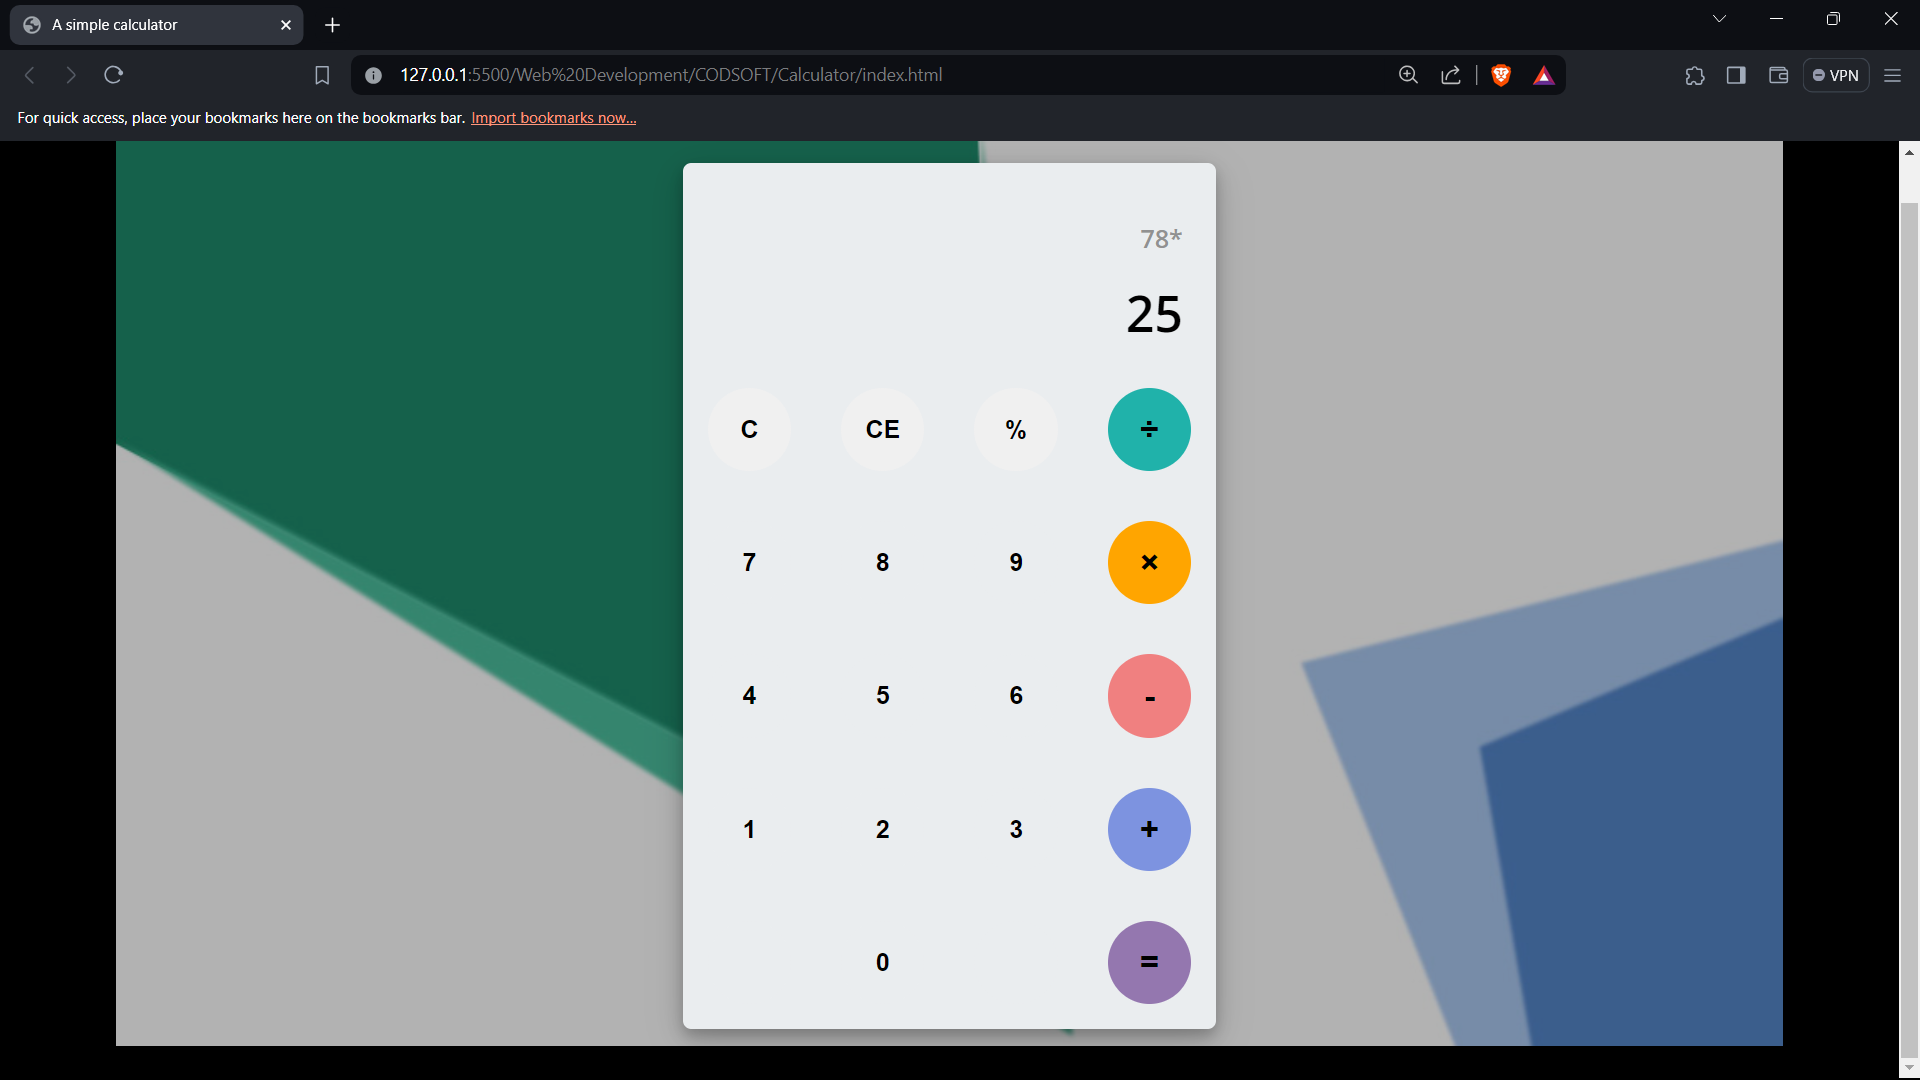 A simple calculator
127.0.0.1:5500/Web%20Development/CODSOFT/Calculator/index.html
VPN
For quick access, place your bookmarks here on the bookmarks bar. Import bookmarks now...
78*
25
C CE % ÷
7 8 9 ×
4 5 6 -
1 2 3 +
0 =